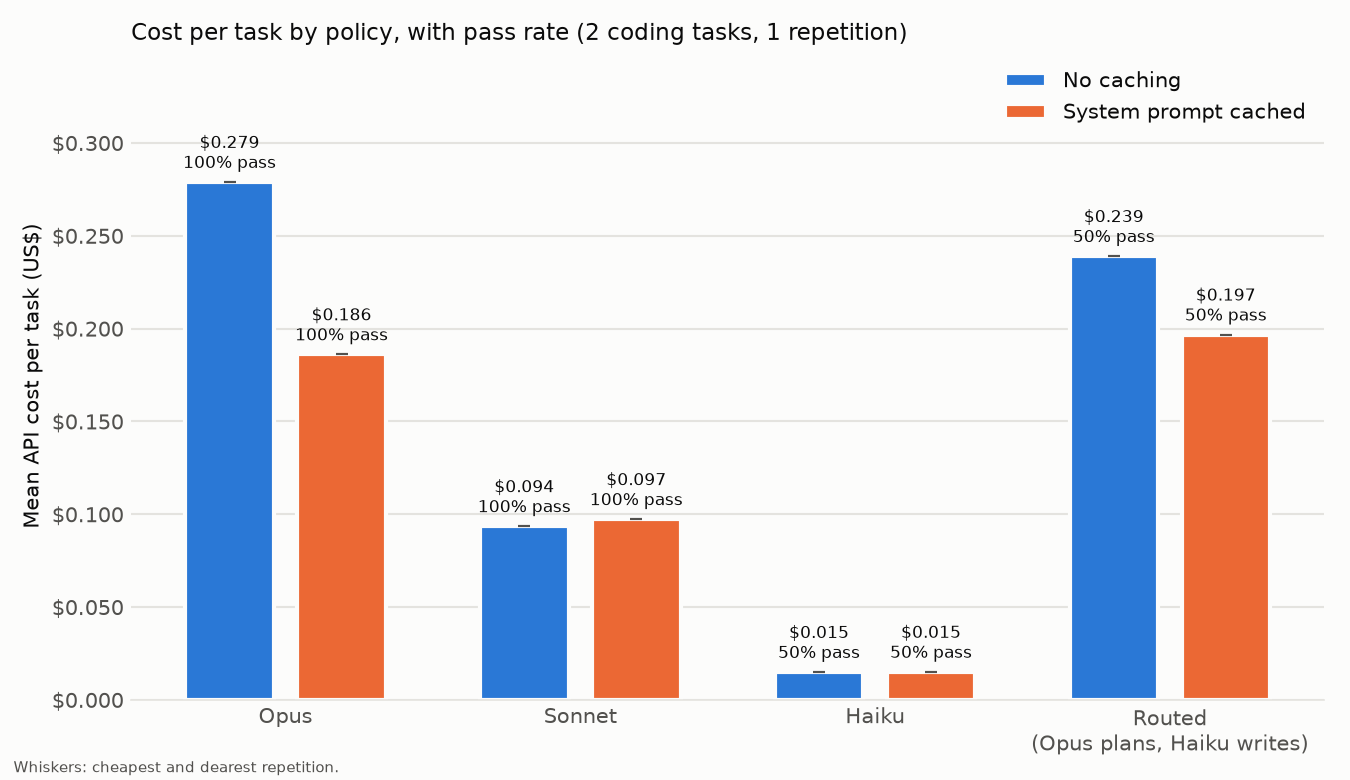 Cost per task by policy, with pass rate (2 coding tasks, 1 repetition)
No caching
System prompt cached
Mean API cost per task (US$)
$0.300
$0.250
$0.200
$0.150
$0.100
$0.050
$0.000
$0.279
100% pass
$0.186
100% pass
$0.094
100% pass
$0.097
100% pass
$0.015
50% pass
$0.015
50% pass
$0.239
50% pass
$0.197
50% pass
Opus
Sonnet
Haiku
Routed
(Opus plans, Haiku writes)
Whiskers: cheapest and dearest repetition.